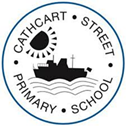 CATHCART · STREET
PRIMARY · SCHOOL